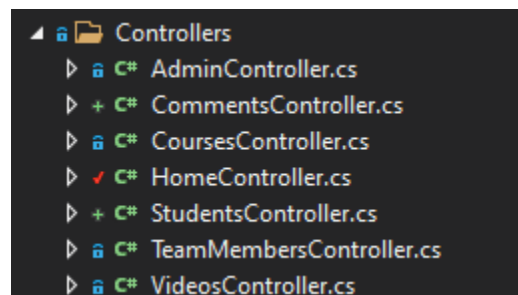 Controllers
C# AdminController.cs
C# CommentsController.cs
C# CoursesController.cs
C# HomeController.cs
C# StudentsController.cs
C# TeamMembersController.cs
C# VideosController.cs